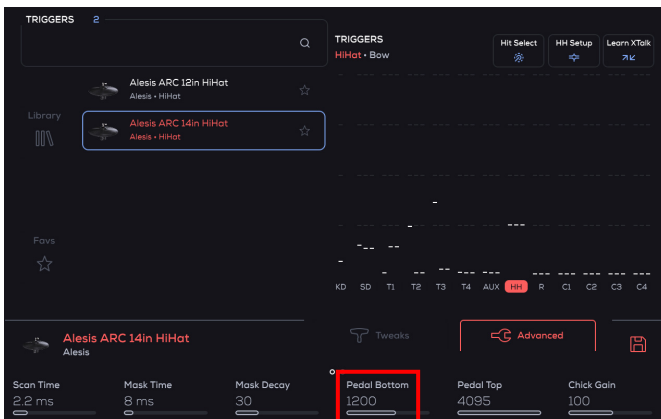 TRIGGERS 2
TRIGGERS
HiHat • Bow
Hit Select
HH Setup
Learn XTalk
Alesis ARC 12in HiHat
Alesis • HiHat
Library
Alesis ARC 14in HiHat
Alesis • HiHat
Favs
KD SD T1 T2 T3 T4 AUX HH R C1 C2 C3 C4
Alesis ARC 14in HiHat
Alesis
Tweaks
Advanced
Scan Time Mask Time Mask Decay Pedal Bottom Pedal Top Chick Gain
2.2 ms 8 ms 30 1200 4095 100